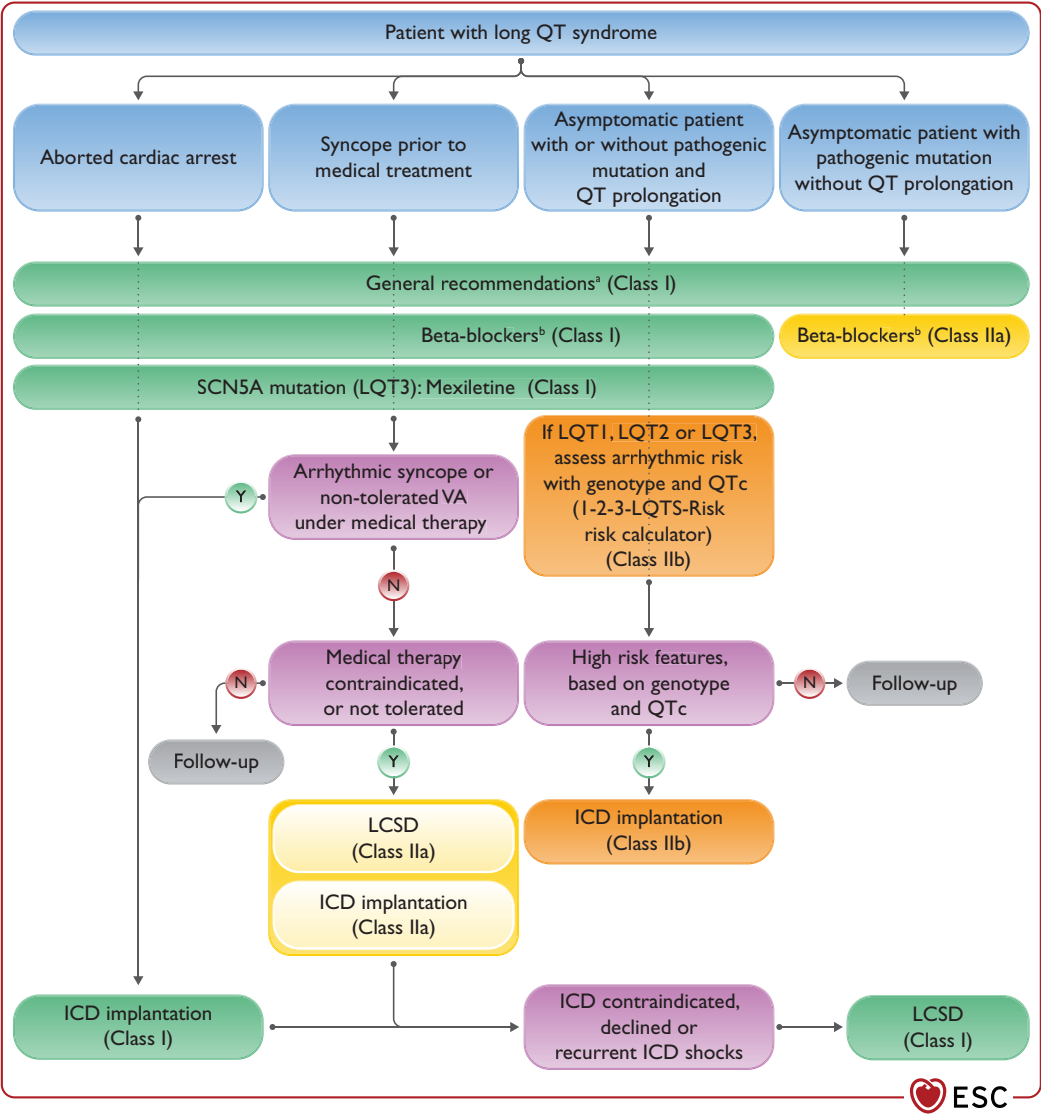 Patient with long QT syndrome
Aborted cardiac arrest
Syncope prior to
medical treatment
Asymptomatic patient
with or without pathogenic
mutation and
QT prolongation
Asymptomatic patient with
pathogenic mutation
without QT prolongation
General recommendationsᵃ (Class I)
Beta-blockersᵇ (Class I)
Beta-blockersᵇ (Class IIa)
SCN5A mutation (LQT3): Mexiletine (Class I)
Arrhythmic syncope or
non-tolerated VA
under medical therapy
Y
N
If LQT1, LQT2 or LQT3,
assess arrhythmic risk
with genotype and QTc
(1-2-3-LQTS-Risk
risk calculator)
(Class IIb)
Medical therapy
contraindicated,
or not tolerated
N
Follow-up
Y
High risk features,
based on genotype
and QTc
N
Follow-up
Y
LCSD
(Class IIa)
ICD implantation
(Class IIa)
ICD implantation
(Class IIb)
ICD implantation
(Class I)
ICD contraindicated,
declined or
recurrent ICD shocks
LCSD
(Class I)
ESC